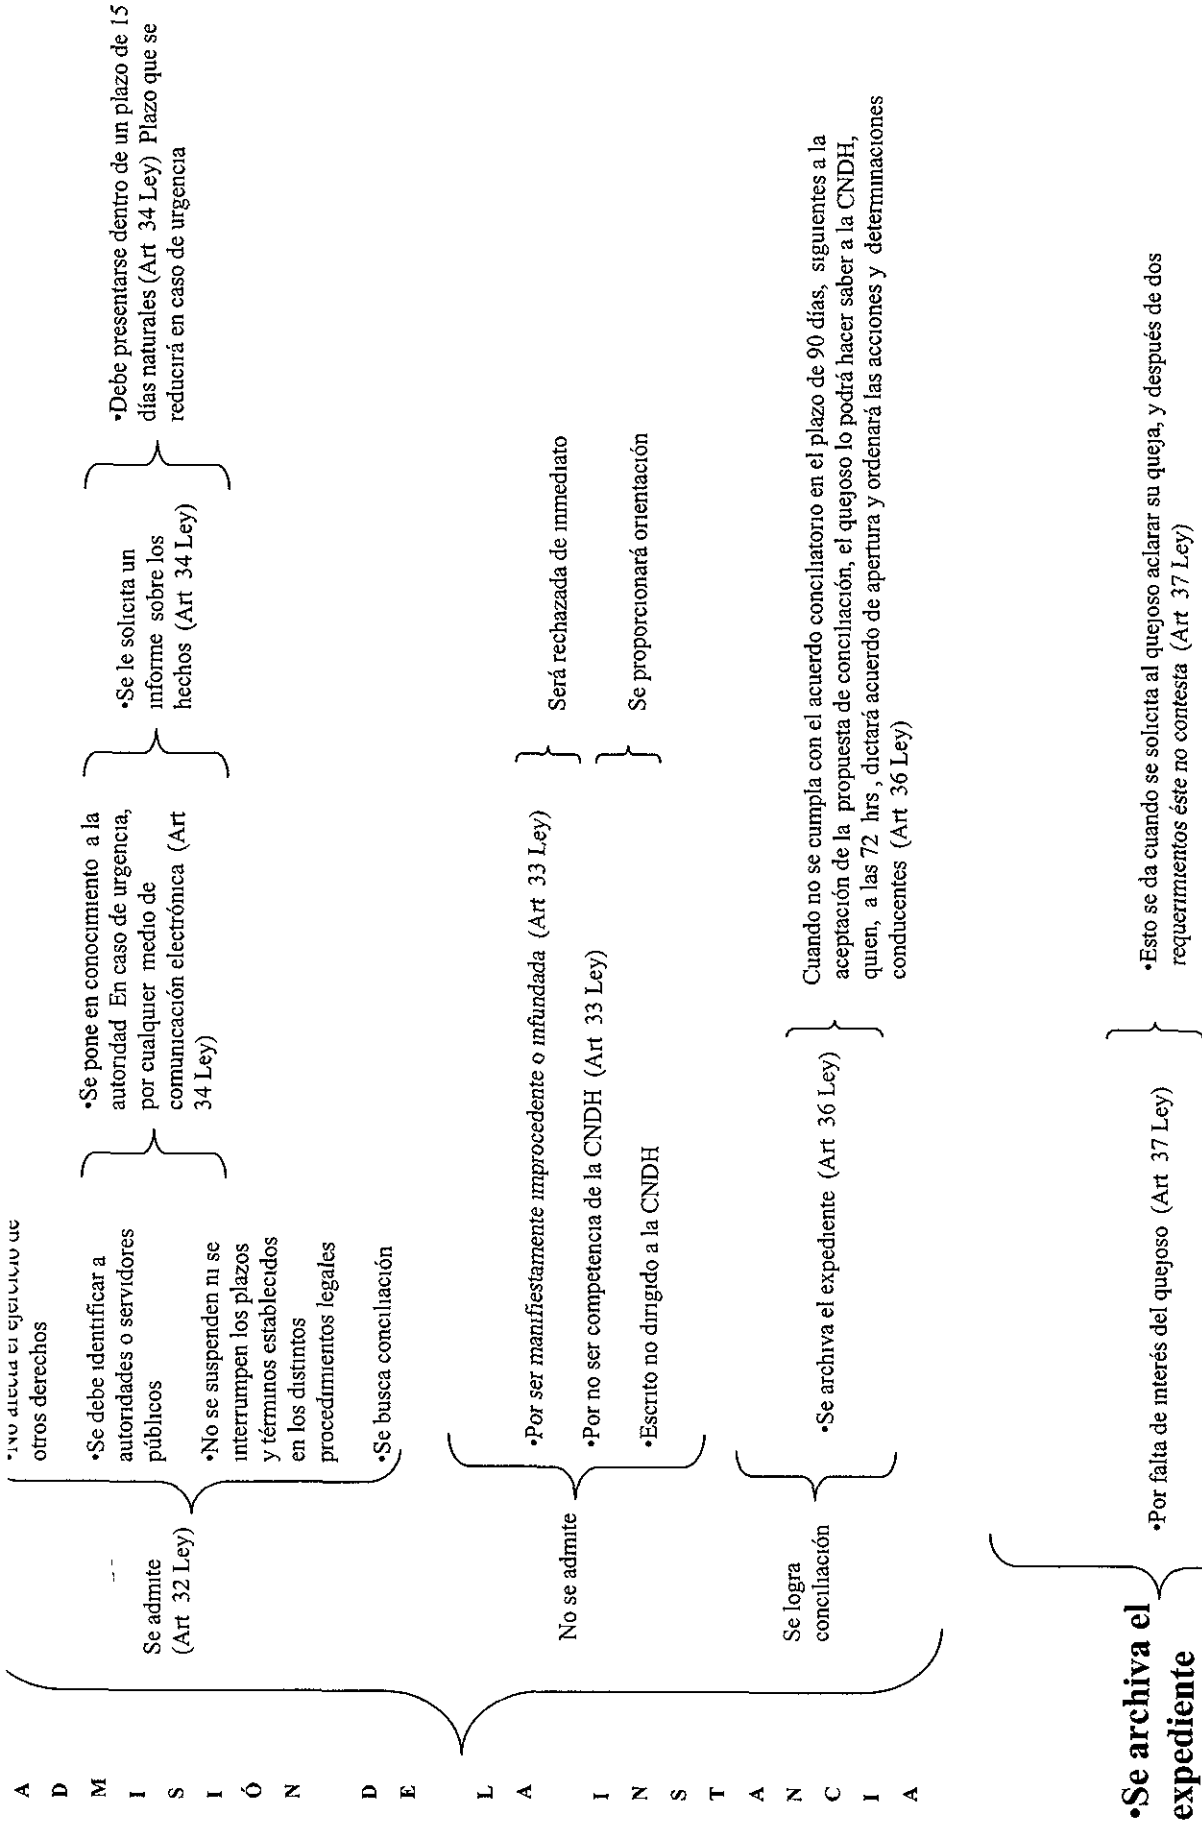 ADMISIÓN DE LA INSTANCIA
Se admite
(Art 32 Ley)
otros derechos
•Se debe identificar a
autoridades o servidores
públicos
•No se suspenden ni se
interrumpen los plazos
y términos establecidos
en los distintos
procedimientos legales
•Se busca conciliación
•Se pone en conocimiento a la
autoridad En caso de urgencia,
por cualquier medio de
comunicación electrónica (Art
34 Ley)
•Se le solicita un
informe sobre los
hechos (Art 34 Ley)
•Debe presentarse dentro de un plazo de 15
días naturales (Art 34 Ley) Plazo que se
reducirá en caso de urgencia
No se admite
•Por ser manifiestamente improcedente o infundada (Art 33 Ley)
•Por no ser competencia de la CNDH (Art 33 Ley)
•Escrito no dirigido a la CNDH
Será rechazada de inmediato
Se proporcionará orientación
Se logra
conciliación
•Se archiva el expediente (Art 36 Ley)
Cuando no se cumpla con el acuerdo conciliatorio en el plazo de 90 días, siguientes a la
aceptación de la propuesta de conciliación, el quejoso lo podrá hacer saber a la CNDH,
quien, a las 72 hrs , dictará acuerdo de apertura y ordenará las acciones y determinaciones
conducentes (Art 36 Ley)
•Se archiva el
expediente
•Por falta de interés del quejoso (Art 37 Ley)
•Esto se da cuando se solicita al quejoso aclarar su queja, y después de dos
requerimientos éste no contesta (Art 37 Ley)